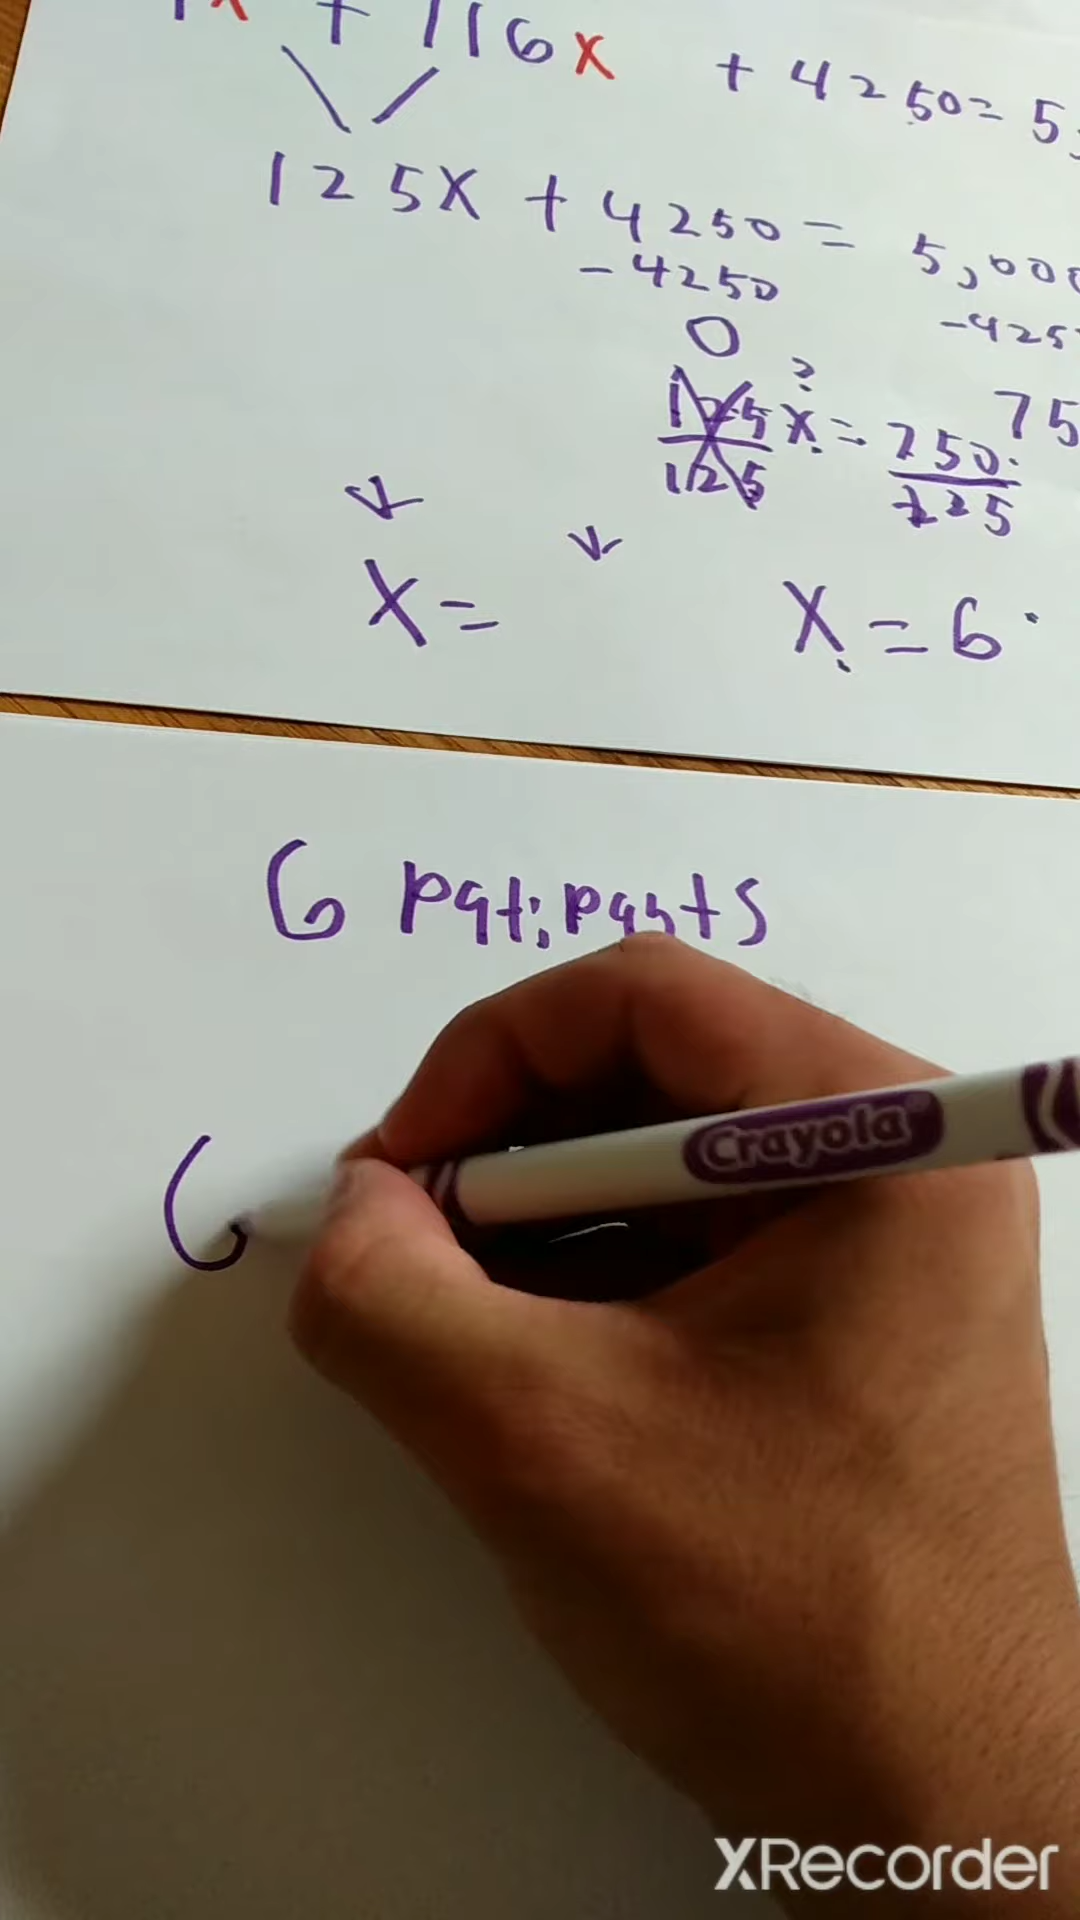 x + 116x + 4250= 5,
125x + 4250 = 5,000
-4250 -425
0 75
125x = 750
?
125 125
x = x = 6
6 patipants
6
Crayola
XRecorder